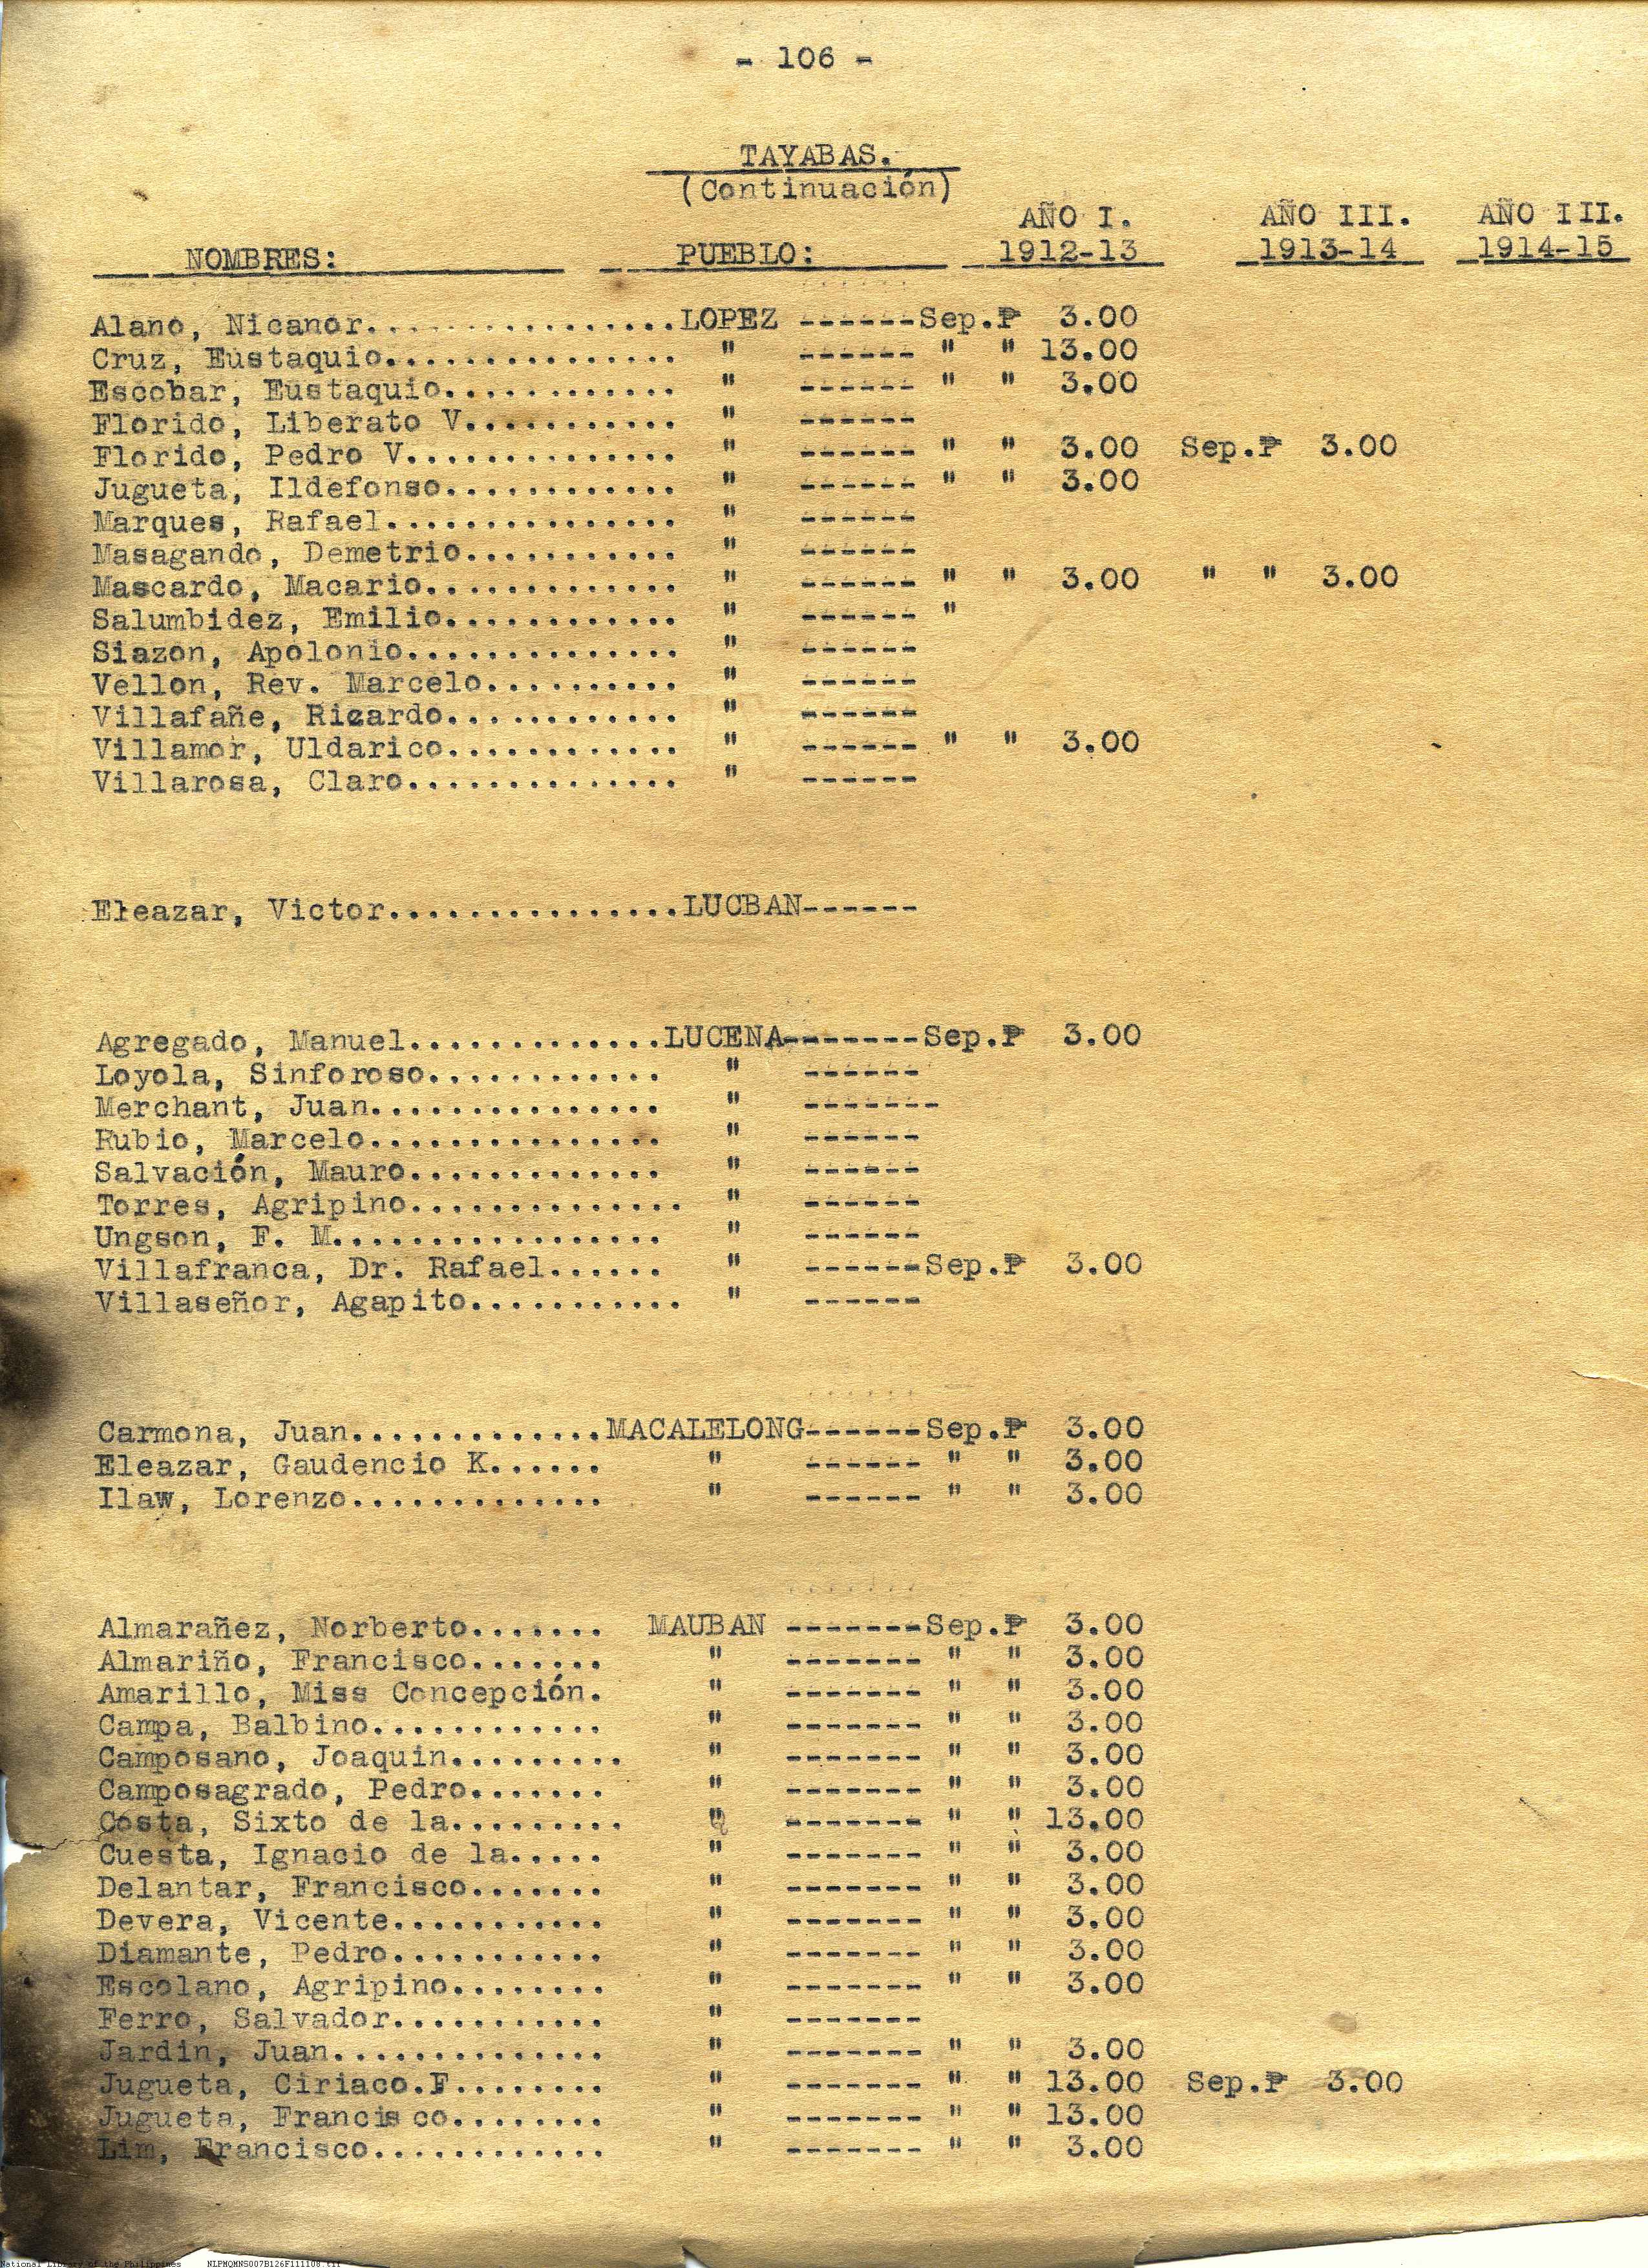 - 106 -
TAYABAS.
(Continuación)
AÑO I. AÑO III. AÑO III.
NOMBRES: PUEBLO: 1912-13 1913-14 1914-15
Alano, Nicanor................LOPEZ ------Sep.₱ 3.00
Cruz, Eustaquio............... " ------ " " 13.00
Escobar, Eustaquio............ " ------ " " 3.00
Florido, Liberato V........... " ------
Florido, Pedro V.............. " ------ " " 3.00 Sep.₱ 3.00
Jugueta, Ildefonso............ " ------ " " 3.00
Marques, Rafael............... " ------
Masagando, Demetrio........... " ------
Mascardo, Macario............. " ------ " " 3.00 " " 3.00
Salumbidez, Emilio............ " ------ "
Siazon, Apolonio.............. " ------
Vellon, Rev. Marcelo.......... " ------
Villafañe, Ricardo............ " ------
Villamor, Uldarico............ " ------ " " 3.00
Villarosa, Claro.............. " ------
Eleazar, Victor...............LUCBAN------
Agregado, Manuel.............LUCENA-------Sep.₱ 3.00
Loyola, Sinforoso............ " ------
Merchant, Juan............... " -------
Rubio, Marcelo............... " ------
Salvación, Mauro............. " ------
Torres, Agripino.............. " ------
Ungson, F. M................. " ------
Villafranca, Dr. Rafael...... " ------Sep.₱ 3.00
Villaseñor, Agapito........... " ------
Carmona, Juan.............MACALELONG------Sep.₱ 3.00
Eleazar, Gaudencio K...... " ------ " " 3.00
Ilaw, Lorenzo............. " ------ " " 3.00
Almarañez, Norberto....... MAUBAN -------Sep.₱ 3.00
Almariño, Francisco....... " ------- " " 3.00
Amarillo, Miss Concepción. " ------- " " 3.00
Campa, Balbino............ " ------- " " 3.00
Camposano, Joaquin......... " ------- " " 3.00
Camposagrado, Pedro....... " ------- " " 3.00
Costa, Sixto de la......... " ------- " " 13.00
Cuesta, Ignacio de la..... " ------- " " 3.00
Delantar, Francisco....... " ------- " " 3.00
Devera, Vicente........... " ------- " " 3.00
Diamante, Pedro........... " ------- " " 3.00
Escolano, Agripino........ " ------- " " 3.00
Ferro, Salvador........... " -------
Jardin, Juan.............. " ------- " " 3.00
Jugueta, Ciriaco.F........ " ------- " " 13.00 Sep.₱ 3.00
Jugueta, Francisco........ " ------- " " 13.00
Lim, Francisco............ " ------- " " 3.00
National Library of the Philippines NLPMQMNS007B126F111108.tif